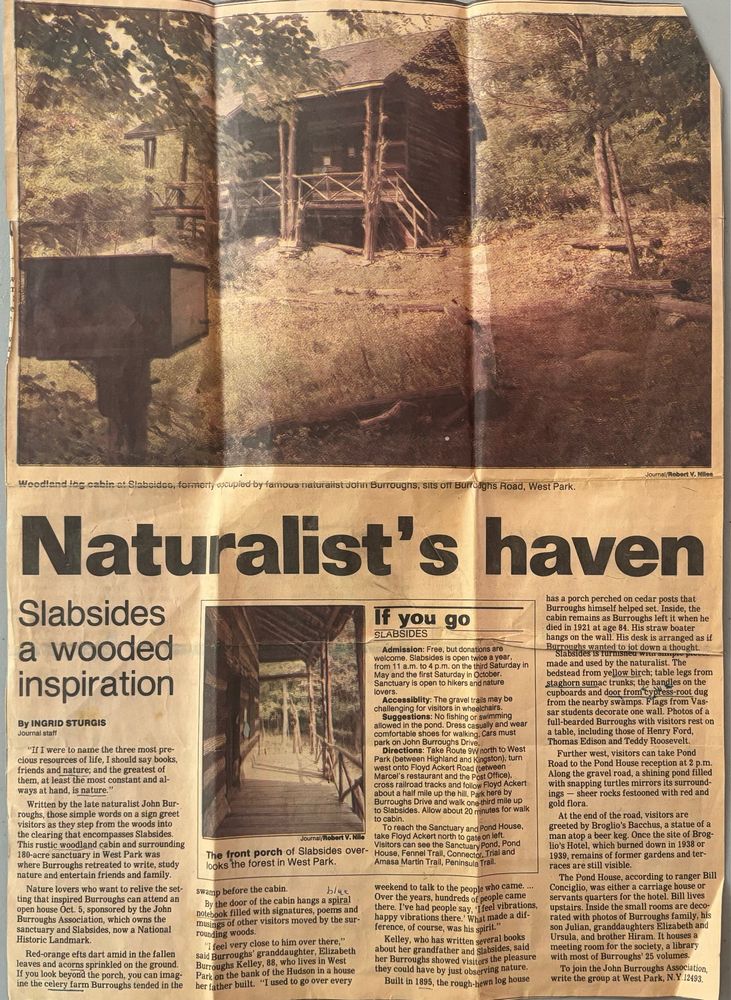 Journal/Robert V. Niles
Woodland log cabin at Slabsides, formerly occupied by famous naturalist John Burroughs, sits off Burroughs Road, West Park.
Naturalist's haven
Slabsides
a wooded
inspiration
By INGRID STURGIS
Journal staff
"If I were to name the three most pre-
cious resources of life, I should say books,
friends and nature; and the greatest of
them, at least the most constant and al-
ways at hand, is nature."
Written by the late naturalist John Bur-
roughs, those simple words on a sign greet
visitors as they step from the woods into
the clearing that encompasses Slabsides.
This rustic woodland cabin and surrounding
180-acre sanctuary in West Park was
where Burroughs retreated to write, study
nature and entertain friends and family.
Nature lovers who want to relive the set-
ting that inspired Burroughs can attend an
open house Oct. 5, sponsored by the John
Burroughs Association, which owns the
sanctuary and Slabsides, now a National
Historic Landmark.
Red-orange efts dart amid in the fallen
leaves and acorns sprinkled on the ground.
If you look beyond the porch, you can imag-
ine the celery farm Burroughs tended in the
Journal/Robert V. Niles
The front porch of Slabsides over-
looks the forest in West Park.
If you go
SLABSIDES
Admission: Free, but donations are
welcome. Slabsides is open twice a year,
from 11 a.m. to 4 p.m. on the third Saturday in
May and the first Saturday in October.
Sanctuary is open to hikers and nature
lovers.
Accessiblity: The gravel trails may be
challenging for visitors in wheelchairs.
Suggestions: No fishing or swimming
allowed in the pond. Dress casually and wear
comfortable shoes for walking. Cars must
park on John Burroughs Drive.
Directions: Take Route 9W north to West
Park (between Highland and Kingston), turn
west onto Floyd Ackert Road (between
Marcel's restaurant and the Post Office),
cross railroad tracks and follow Floyd Ackert
about a half mile up the hill. Park here by
Burroughs Drive and walk one-third mile up
to Slabsides. Allow about 20 minutes for walk
to cabin.
To reach the Sanctuary and Pond House,
take Floyd Ackert north to gate on left.
Visitors can see the Sanctuary Pond, Pond
House, Fennel Trail, Connector Trial and
Amasa Martin Trail, Peninsula Trail.
swamp before the cabin.
blue
By the door of the cabin hangs a spiral
notebook filled with signatures, poems and
musings of other visitors moved by the sur-
rounding woods.
"I feel very close to him over there,"
said Burroughs' granddaughter, Elizabeth
Burroughs Kelley, 88, who lives in West
Park on the bank of the Hudson in a house
her father built. "I used to go over every
weekend to talk to the people who came. ...
Over the years, hundreds of people came
there. I've had people say, 'I feel vibrations,
happy vibrations here.' What made a dif-
ference, of course, was his spirit."
Kelley, who has written several books
about her grandfather and Slabsides, said
her Burroughs showed visitors the pleasure
they could have by just observing nature.
Built in 1895, the rough-hewn log house
has a porch perched on cedar posts that
Burroughs himself helped set. Inside, the
cabin remains as Burroughs left it when he
died in 1921 at age 84. His straw boater
hangs on the wall. His desk is arranged as if
Burroughs wanted to jot down a thought.
Slabsides is furnished with simple
made and used by the naturalist. The
bedstead from yellow birch; table legs from
staghorn sumac trunks; the handles on the
cupboards and door from cypress-root dug
from the nearby swamps. Flags from Vas-
sar students decorate one wall. Photos of a
full-bearded Burroughs with visitors rest on
a table, including those of Henry Ford,
Thomas Edison and Teddy Roosevelt.
Further west, visitors can take Pond
Road to the Pond House reception at 2 p.m.
Along the gravel road, a shining pond filled
with snapping turtles mirrors its surround-
ings — sheer rocks festooned with red and
gold flora.
At the end of the road, visitors are
greeted by Broglio's Bacchus, a statue of a
man atop a beer keg. Once the site of Brog-
lio's Hotel, which burned down in 1938 or
1939, remains of former gardens and ter-
races are still visible.
The Pond House, according to ranger Bill
Conciglio, was either a carriage house or
servants quarters for the hotel. Bill lives
upstairs. Inside the small rooms are deco-
rated with photos of Burroughs family, his
son Julian, granddaughters Elizabeth and
Ursula, and brother Hiram. It houses a
meeting room for society, a library
with most of Burroughs' 25 volumes.
To join the John Burroughs Association,
write the group at West Park, N.Y. 12493.